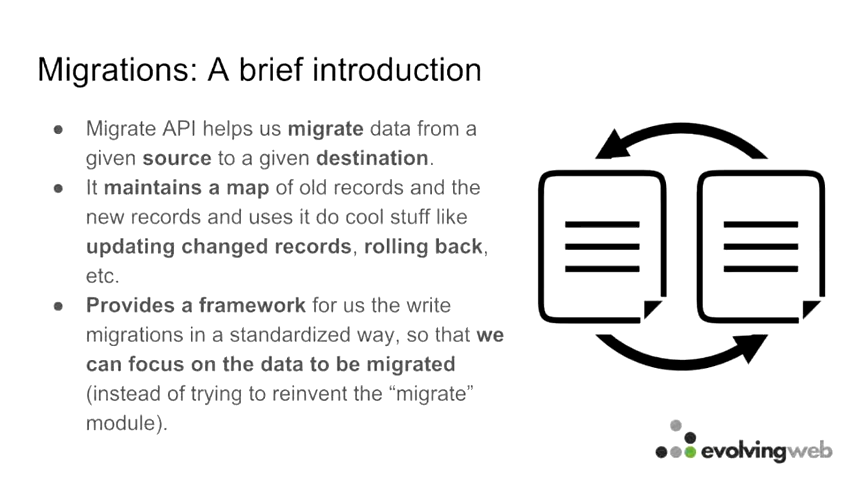 Migrations: A brief introduction
● Migrate API helps us migrate data from a
given source to a given destination.
● It maintains a map of old records and the
new records and uses it do cool stuff like
updating changed records, rolling back,
etc.
● Provides a framework for us the write
migrations in a standardized way, so that we
can focus on the data to be migrated
(instead of trying to reinvent the “migrate”
module).
evolvingweb